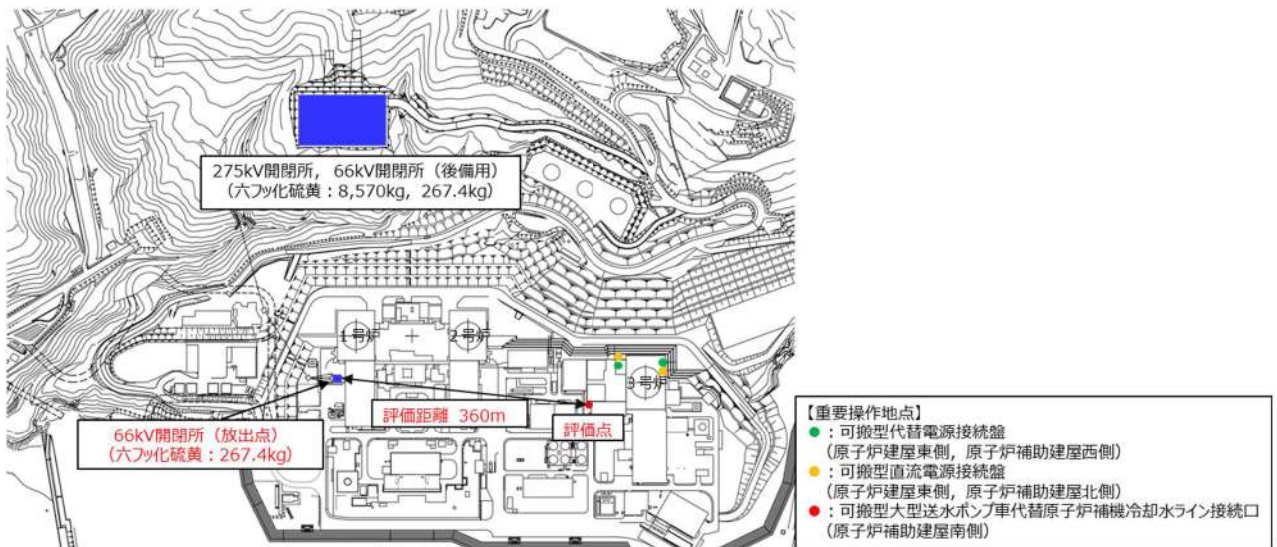 275kV開閉所, 66kV開閉所（後備用）
（六フッ化硫黄：8,570kg, 267.4kg）
1号炉
2号炉
3号炉
評価距離 360m
評価点
66kV開閉所（放出点）
（六フッ化硫黄：267.4kg）
【重要操作地点】
●：可搬型代替電源接続盤
（原子炉建屋東側, 原子炉補助建屋西側）
●：可搬型直流電源接続盤
（原子炉建屋東側, 原子炉補助建屋北側）
●：可搬型大型送水ポンプ車代替原子炉補機冷却水ライン接続口
（原子炉補助建屋南側）